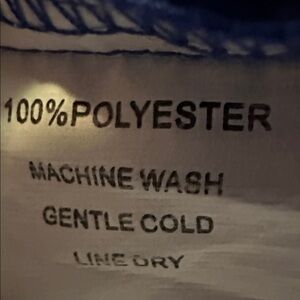 100%POLYESTER
MACHINE WASH
GENTLE COLD
LINE DRY